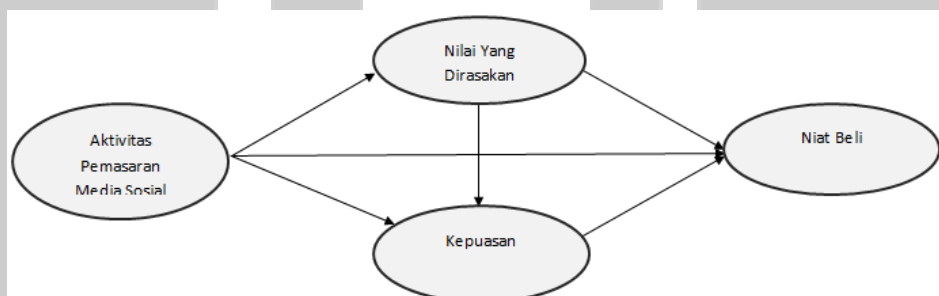 Nilai Yang
Dirasakan
Aktivitas
Pemasaran
Media Sosial
Niat Beli
Kepuasan